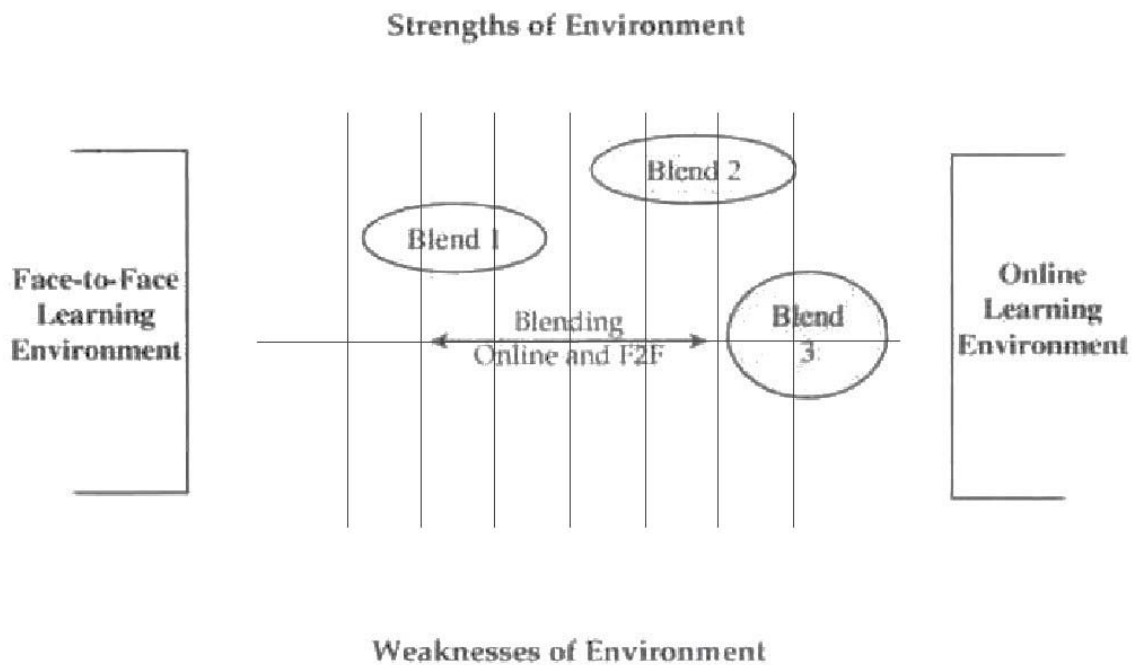 Strengths of Environment
Blend 2
Blend 1
Face-to-Face
Learning
Environment
Blending
Online and F2F
Blend
3
Online
Learning
Environment
Weaknesses of Environment